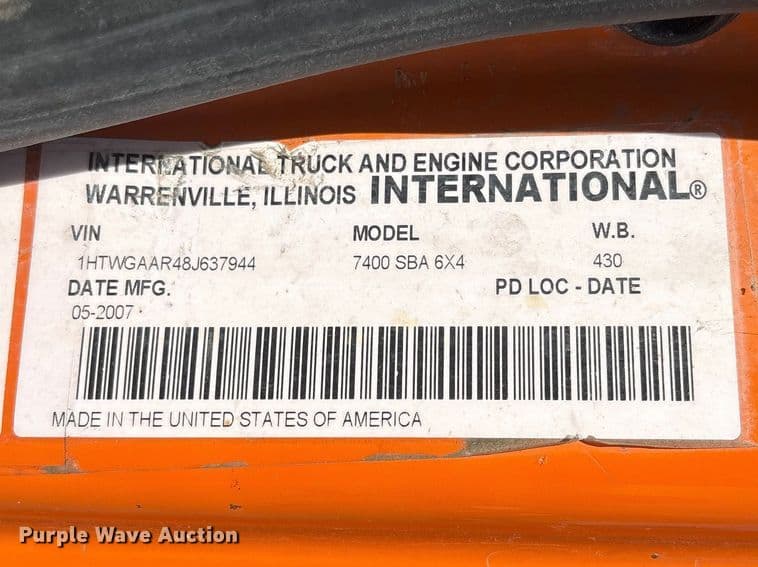 INTERNATIONAL TRUCK AND ENGINE CORPORATION
WARRENVILLE, ILLINOIS INTERNATIONAL®
VIN MODEL W.B.
1HTWGAAR48J637944 7400 SBA 6X4 430
DATE MFG. PD LOC - DATE
05-2007
MADE IN THE UNITED STATES OF AMERICA
Purple Wave Auction